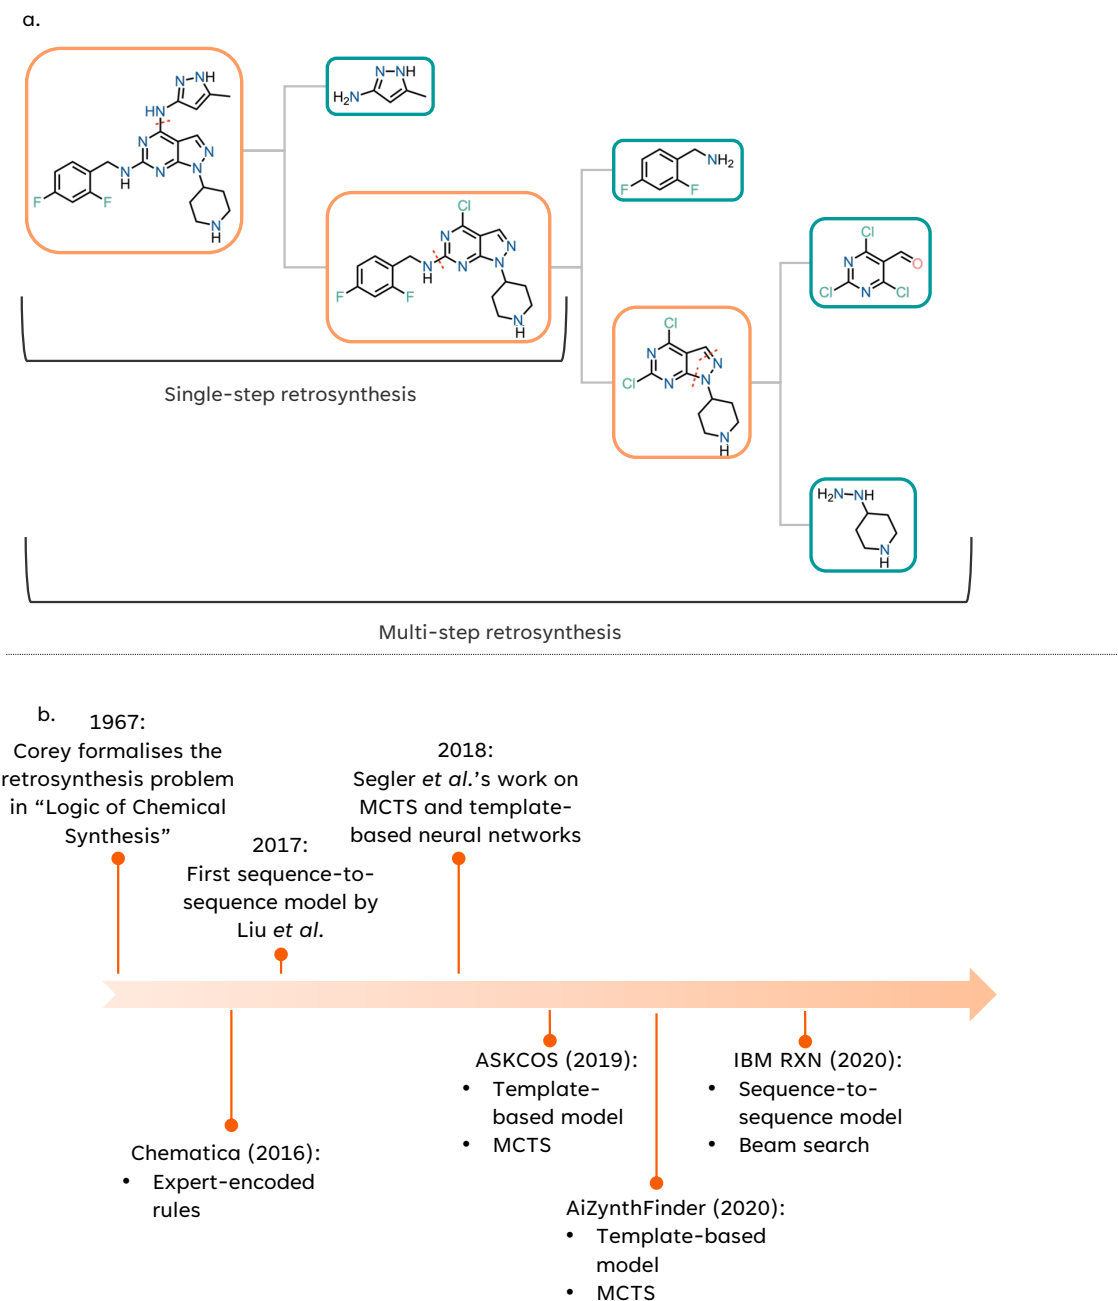 a.
N
NH
HN
N
N
N
N
N
H
F
F
N
H
N
NH
H₂N
Cl
N
N
N
N
N
H
F
F
N
H
NH₂
F
F
Cl
N
N
N
N
Cl
N
H
Cl
N
O
Cl
N
Cl
H₂N
NH
N
H
Single-step retrosynthesis
Multi-step retrosynthesis
b.
1967:
Corey formalises the
retrosynthesis problem
in “Logic of Chemical
Synthesis”
2017:
First sequence-to-
sequence model by
Liu et al.
2018:
Segler et al.’s work on
MCTS and template-
based neural networks
Chematica (2016):
• Expert-encoded
rules
ASKCOS (2019):
• Template-
based model
• MCTS
AiZynthFinder (2020):
• Template-based
model
• MCTS
IBM RXN (2020):
• Sequence-to-
sequence model
• Beam search